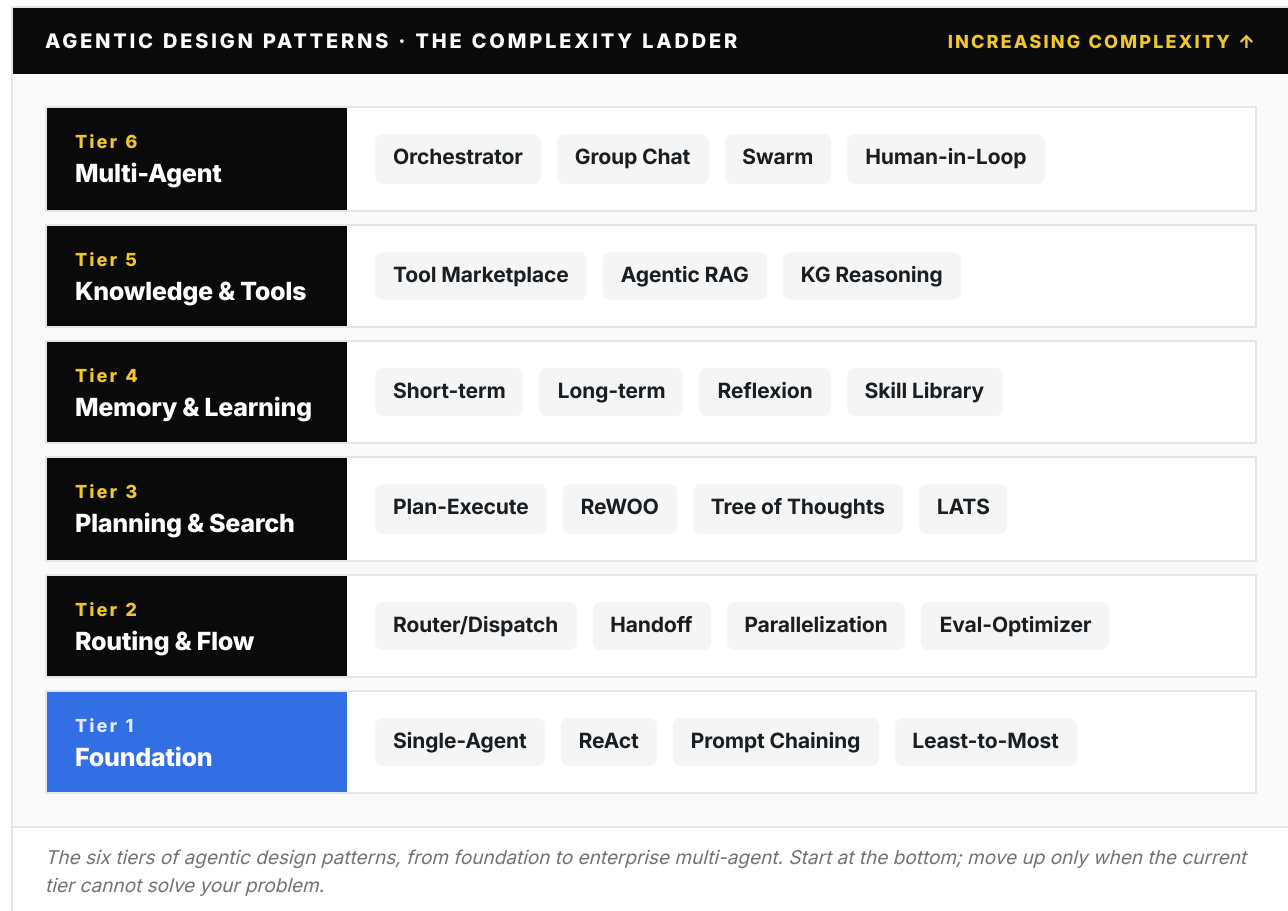 AGENTIC DESIGN PATTERNS · THE COMPLEXITY LADDER
INCREASING COMPLEXITY ↑
Tier 6
Multi-Agent
Orchestrator
Group Chat
Swarm
Human-in-Loop
Tier 5
Knowledge & Tools
Tool Marketplace
Agentic RAG
KG Reasoning
Tier 4
Memory & Learning
Short-term
Long-term
Reflexion
Skill Library
Tier 3
Planning & Search
Plan-Execute
ReWOO
Tree of Thoughts
LATS
Tier 2
Routing & Flow
Router/Dispatch
Handoff
Parallelization
Eval-Optimizer
Tier 1
Foundation
Single-Agent
ReAct
Prompt Chaining
Least-to-Most
The six tiers of agentic design patterns, from foundation to enterprise multi-agent. Start at the bottom; move up only when the current
tier cannot solve your problem.